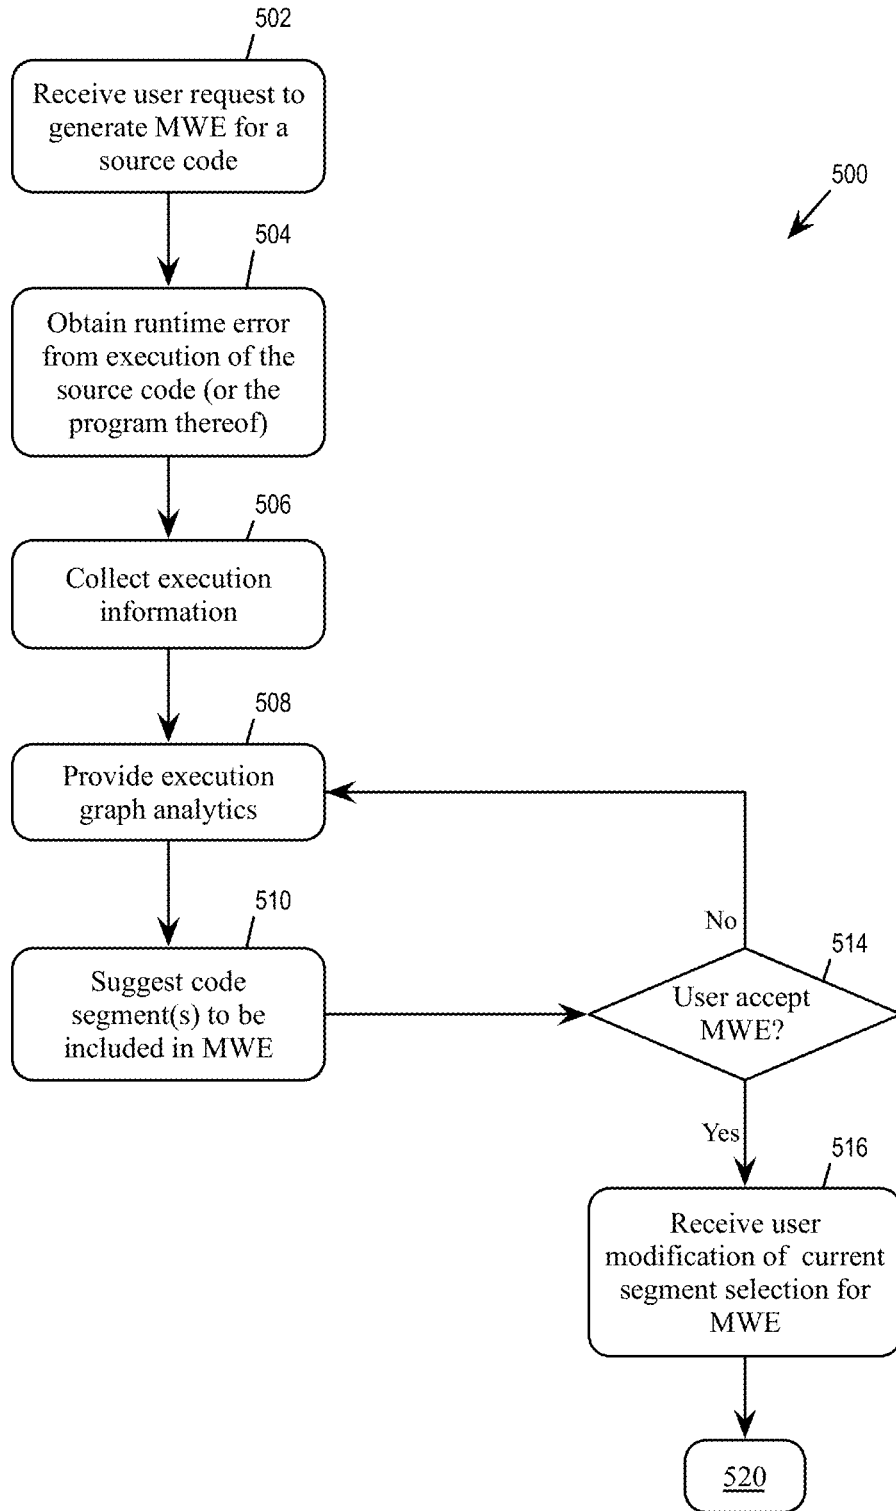 502
Receive user request to
generate MWE for a
source code
500
504
Obtain runtime error
from execution of the
source code (or the
program thereof)
506
Collect execution
information
508
Provide execution
graph analytics
510
Suggest code
segment(s) to be
included in MWE
No
514
User accept
MWE?
Yes
516
Receive user
modification of current
segment selection for
MWE
520